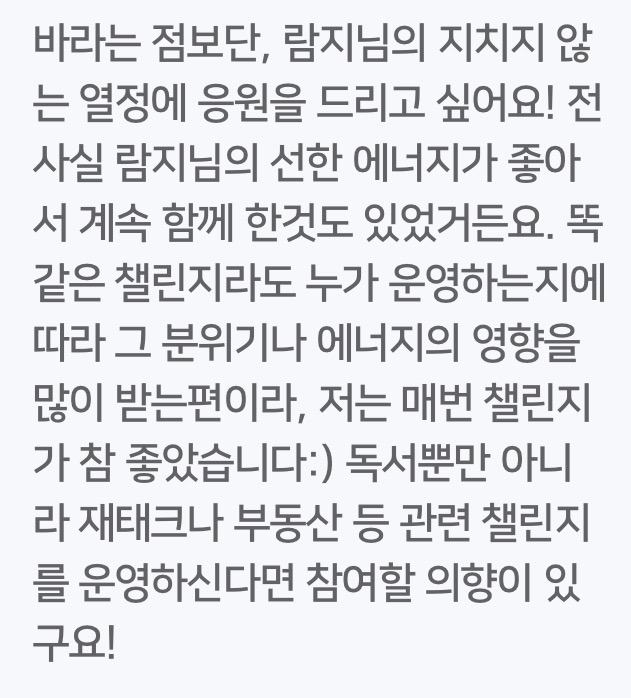 바라는 점보단, 람지님의 지치지 않
는 열정에 응원을 드리고 싶어요! 전
사실 람지님의 선한 에너지가 좋아
서 계속 함께 한것도 있었거든요. 똑
같은 챌린지라도 누가 운영하는지에
따라 그 분위기나 에너지의 영향을
많이 받는편이라, 저는 매번 챌린지
가 참 좋았습니다:) 독서뿐만 아니
라 재태크나 부동산 등 관련 챌린지
를 운영하신다면 참여할 의향이 있
구요!